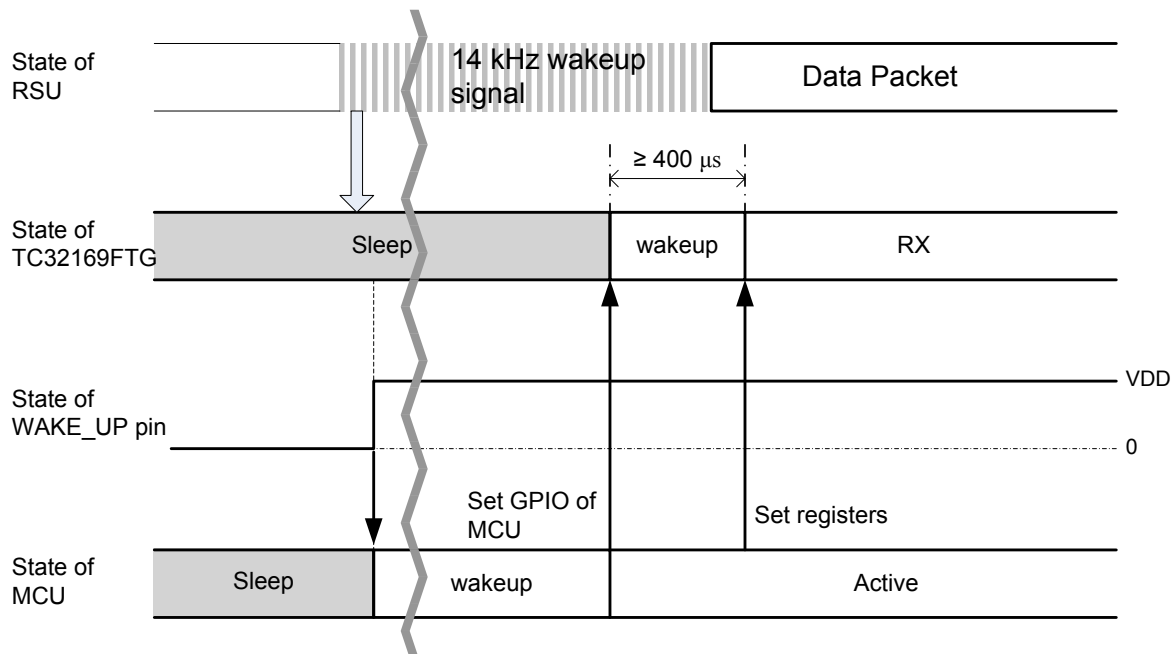 State of
RSU
14 kHz wakeup
signal
Data Packet
≥ 400 μs
State of
TC32169FTG
Sleep
wakeup
RX
State of
WAKE_UP pin
VDD
0
Set GPIO of
MCU
Set registers
State of
MCU
Sleep
wakeup
Active